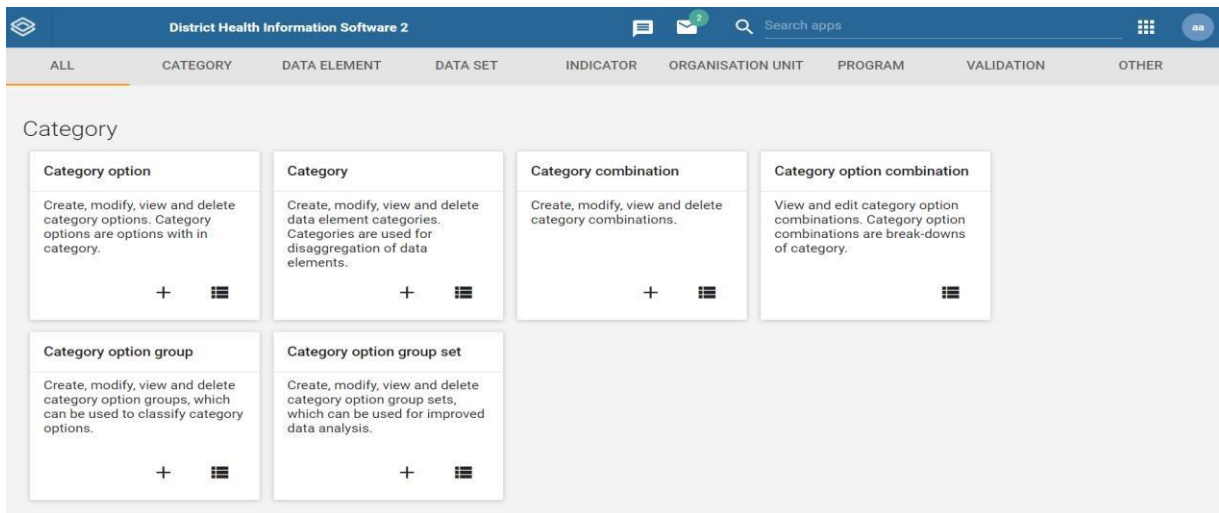 District Health Information Software 2
2
Search apps
aa
ALL
CATEGORY
DATA ELEMENT
DATA SET
INDICATOR
ORGANISATION UNIT
PROGRAM
VALIDATION
OTHER
Category
Category option
Create, modify, view and delete
category options. Category
options are options with in
category.
Category
Create, modify, view and delete
data element categories.
Categories are used for
disaggregation of data
elements.
Category combination
Create, modify, view and delete
category combinations.
Category option combination
View and edit category option
combinations. Category option
combinations are break-downs
of category.
Category option group
Create, modify, view and delete
category option groups, which
can be used to classify category
options.
Category option group set
Create, modify, view and delete
category option group sets,
which can be used for improved
data analysis.